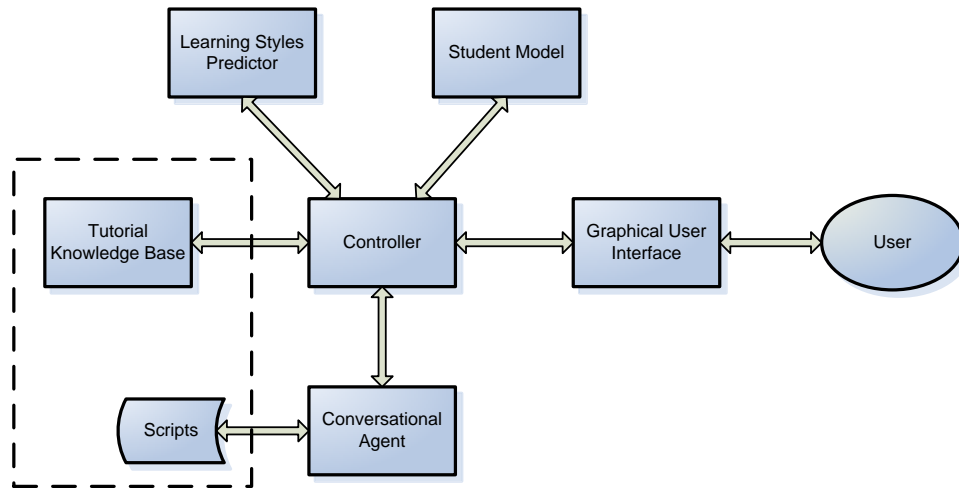 Learning Styles
Predictor
Student Model
Tutorial
Knowledge Base
Controller
Graphical User
Interface
User
Scripts
Conversational
Agent